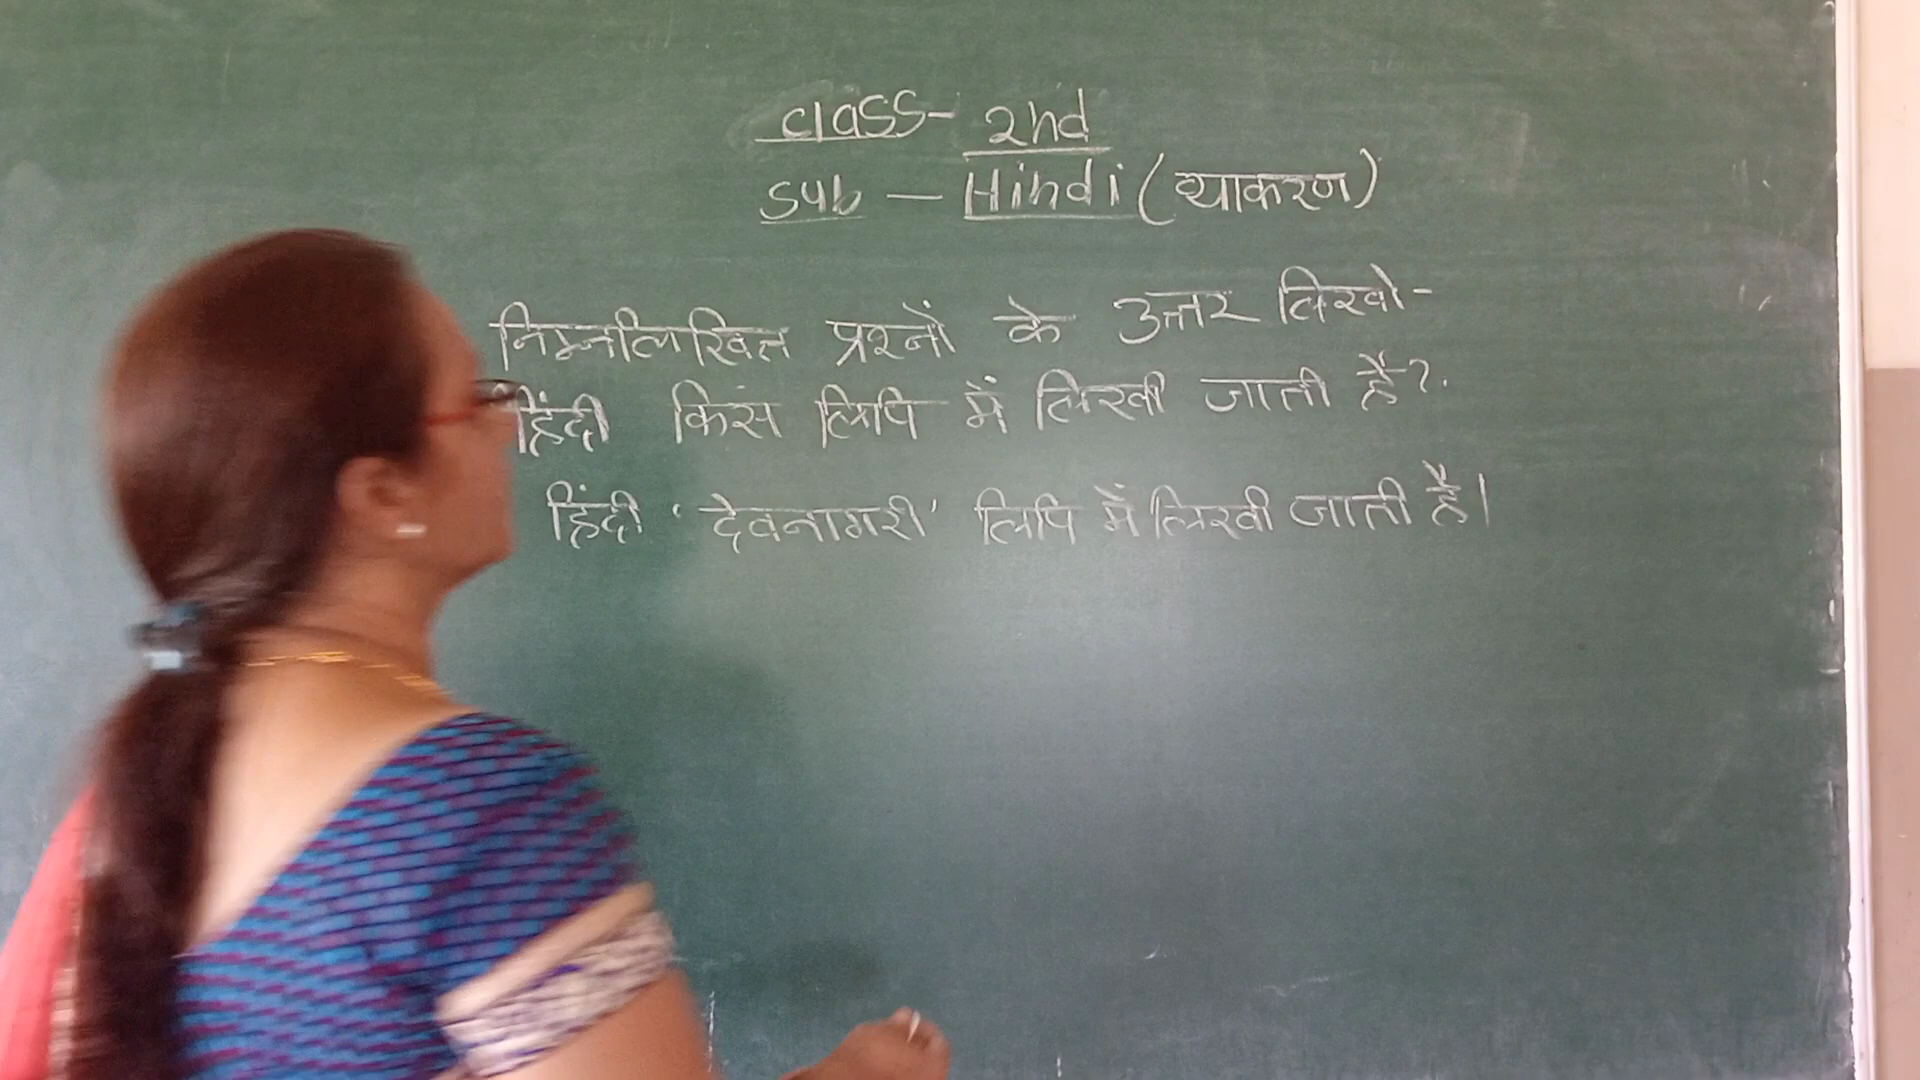 class- 2nd
sub — Hindi (व्याकरण)
निम्नलिखित प्रश्नों के उत्तर लिखो-
हिंदी किस लिपि में लिखी जाती है?.
हिंदी ‘देवनागरी’ लिपि में लिखी जाती है।